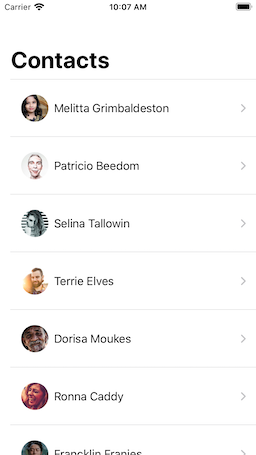 Carrier 10:07 AM
Contacts
Melitta Grimbaldeston
Patricio Beedom
Selina Tallowin
Terrie Elves
Dorisa Moukes
Ronna Caddy
Francklin Franies